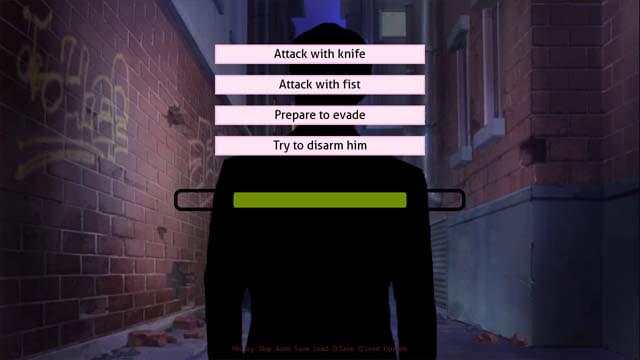 Attack with knife
Attack with fist
Prepare to evade
Try to disarm him
History Skip Auto Save Load Q.Save Q.Load Options